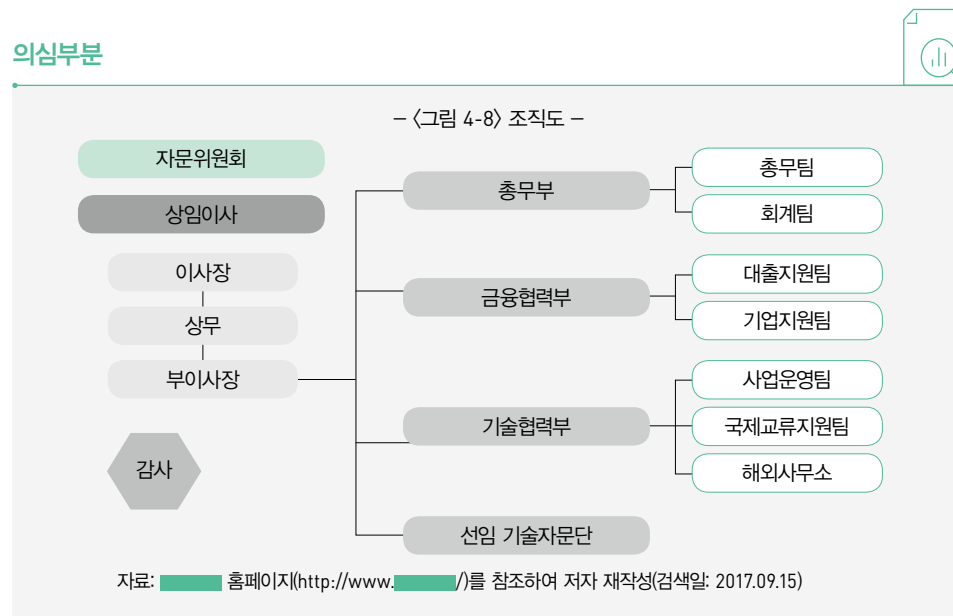 의심부분
– 〈그림 4-8〉 조직도 –
자문위원회
상임이사
이사장
상무
부이사장
감사
총무부
총무팀
회계팀
금융협력부
대출지원팀
기업지원팀
기술협력부
사업운영팀
국제교류지원팀
해외사무소
선임 기술자문단
자료: 홈페이지(http://www. /)를 참조하여 저자 재작성(검색일: 2017.09.15)